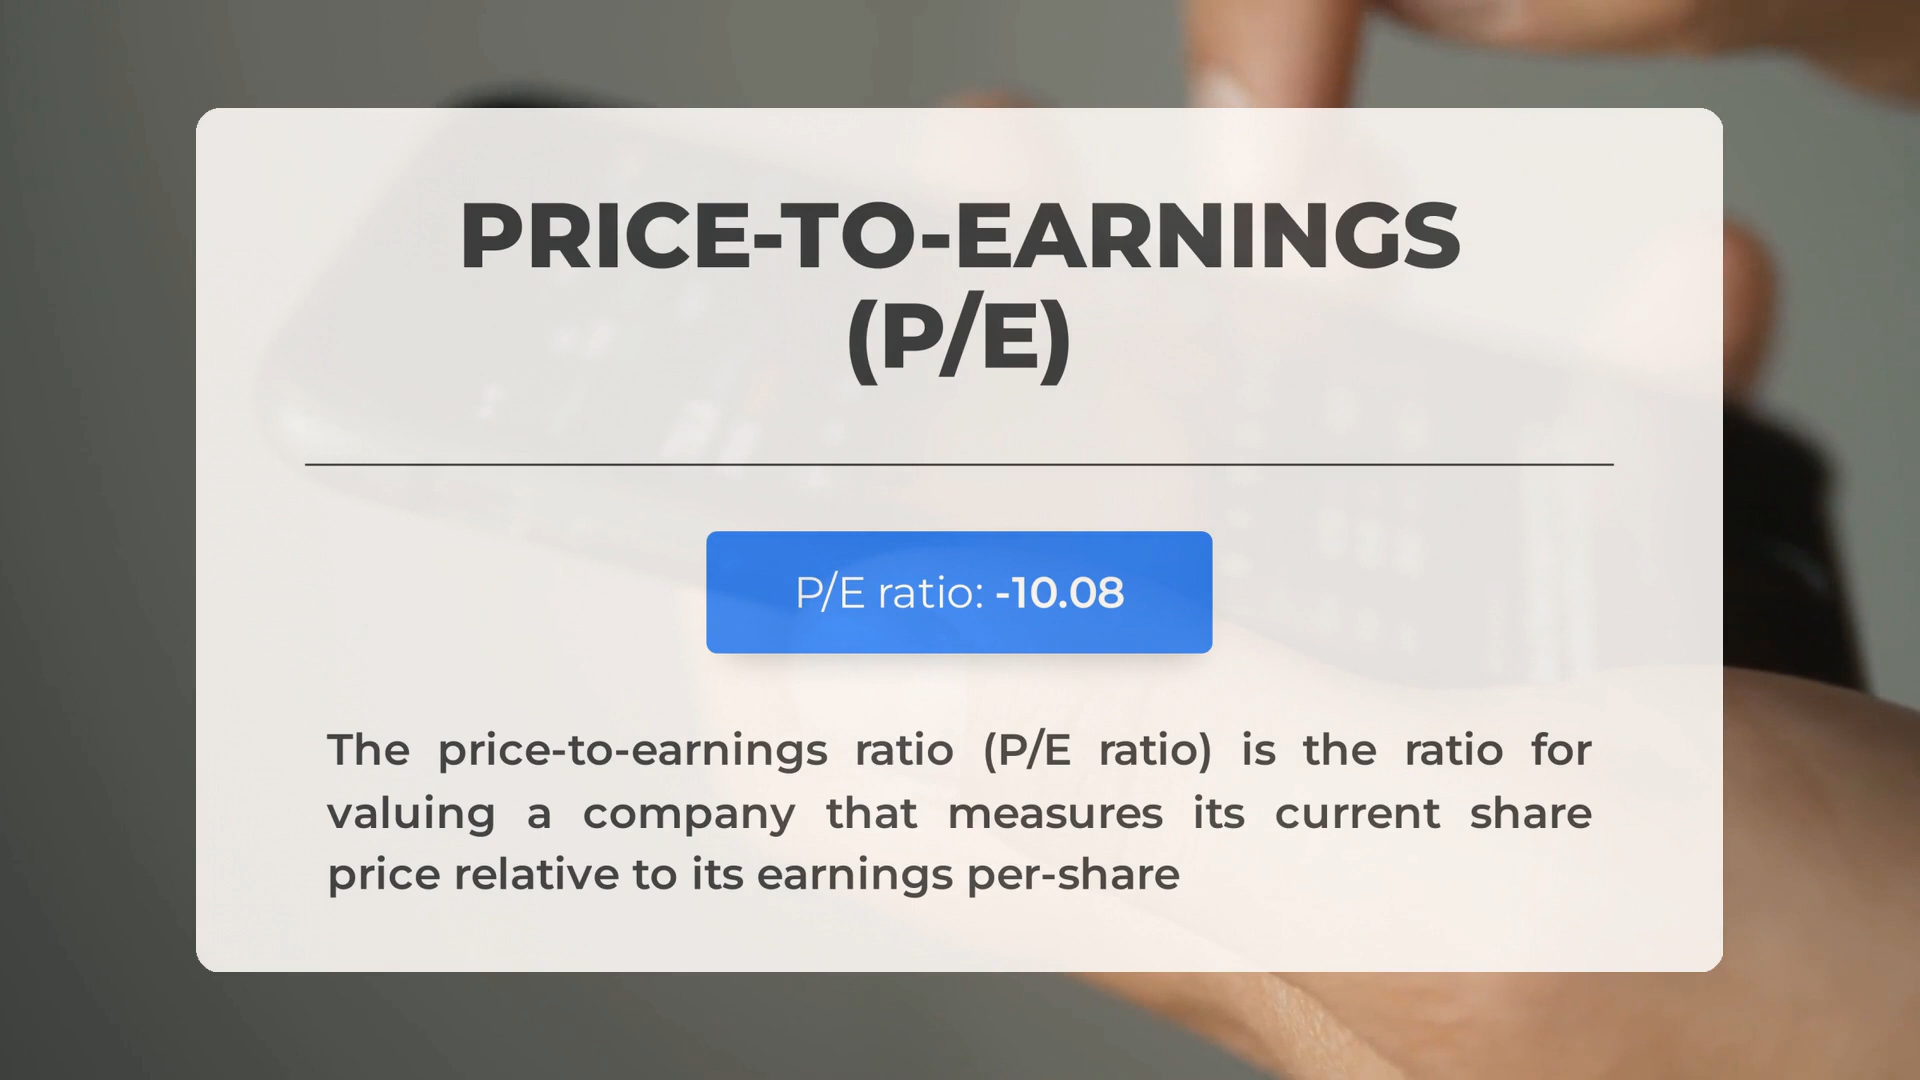 PRICE-TO-EARNINGS
(P/E)
P/E ratio: -10.08
The price-to-earnings ratio (P/E ratio) is the ratio for
valuing a company that measures its current share
price relative to its earnings per-share